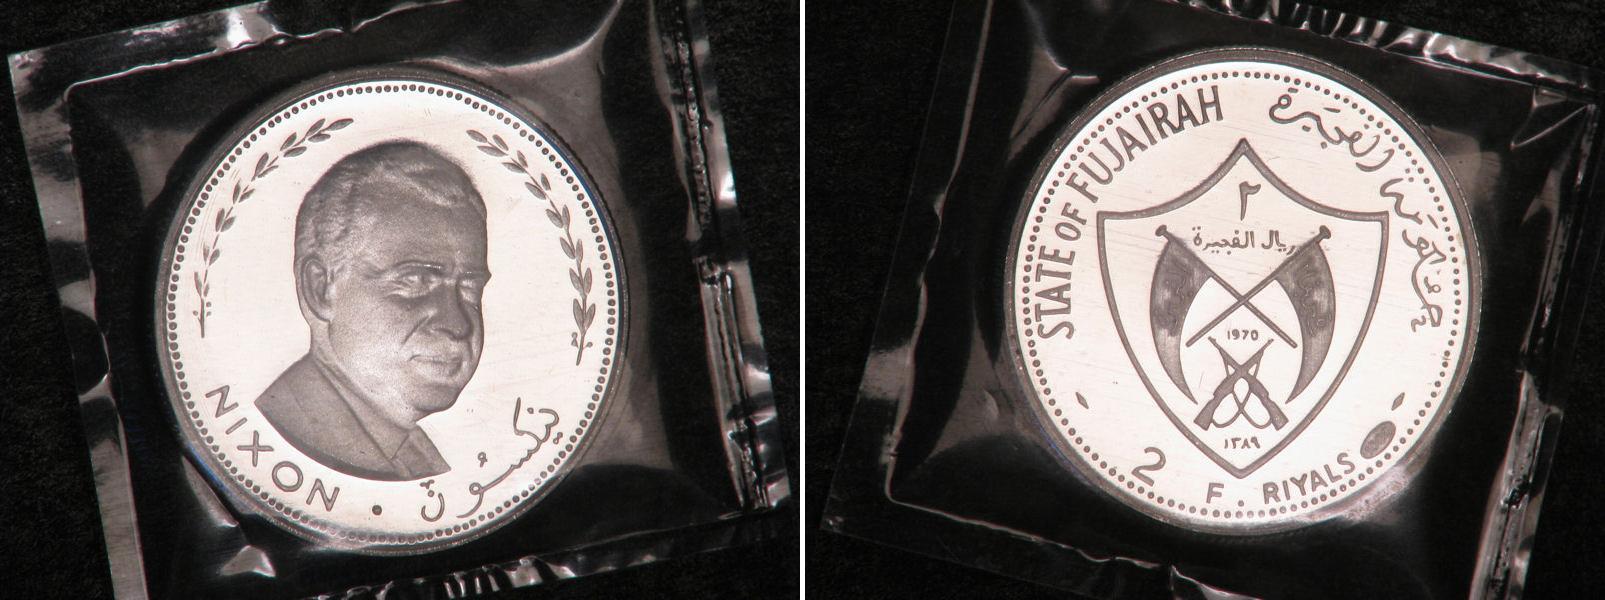 NIXON
نيكسون
STATE OF FUJAIRAH
حكومة الفجيرة
٢
ريال الفجيرة
1970
١٣٨٩
2 F. RIYALS